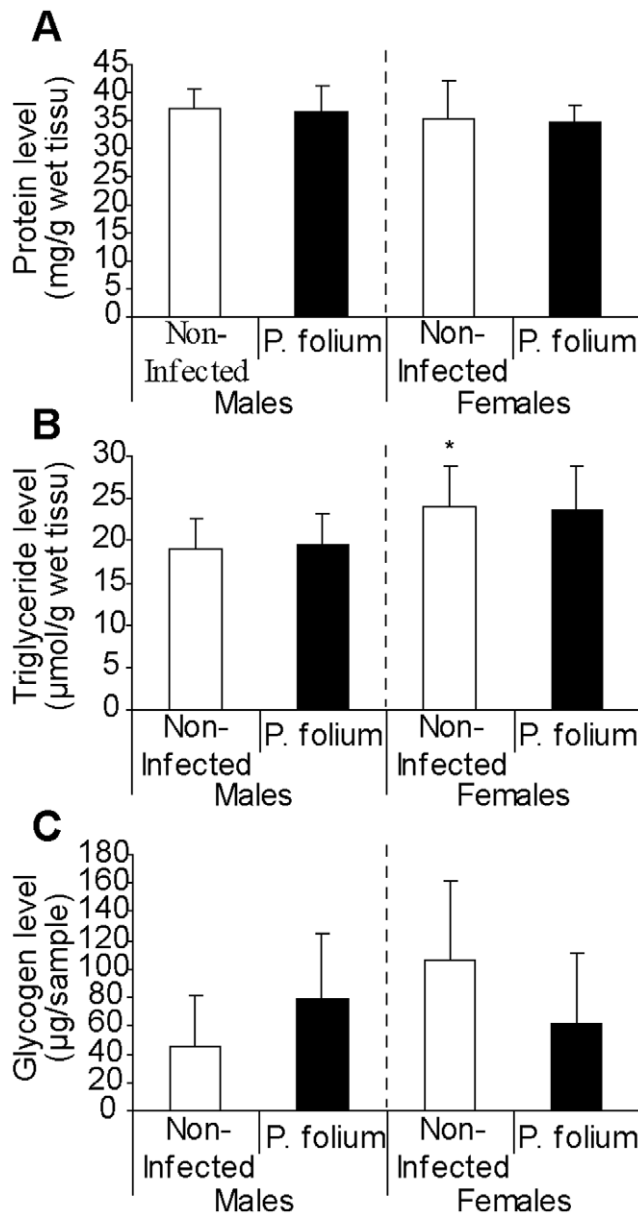 A
Protein level
(mg/g wet tissu)
45
40
35
30
25
20
15
10
5
0
Non-
Infected
P. folium
Non-
Infected
P. folium
Males
Females
B
Triglyceride level
(µmol/g wet tissu)
30
25
20
15
10
5
0
*
Non-
Infected
P. folium
Non-
Infected
P. folium
Males
Females
C
Glycogen level
(µg/sample)
180
160
140
120
100
80
60
40
20
0
Non-
Infected
P. folium
Non-
Infected
P. folium
Males
Females